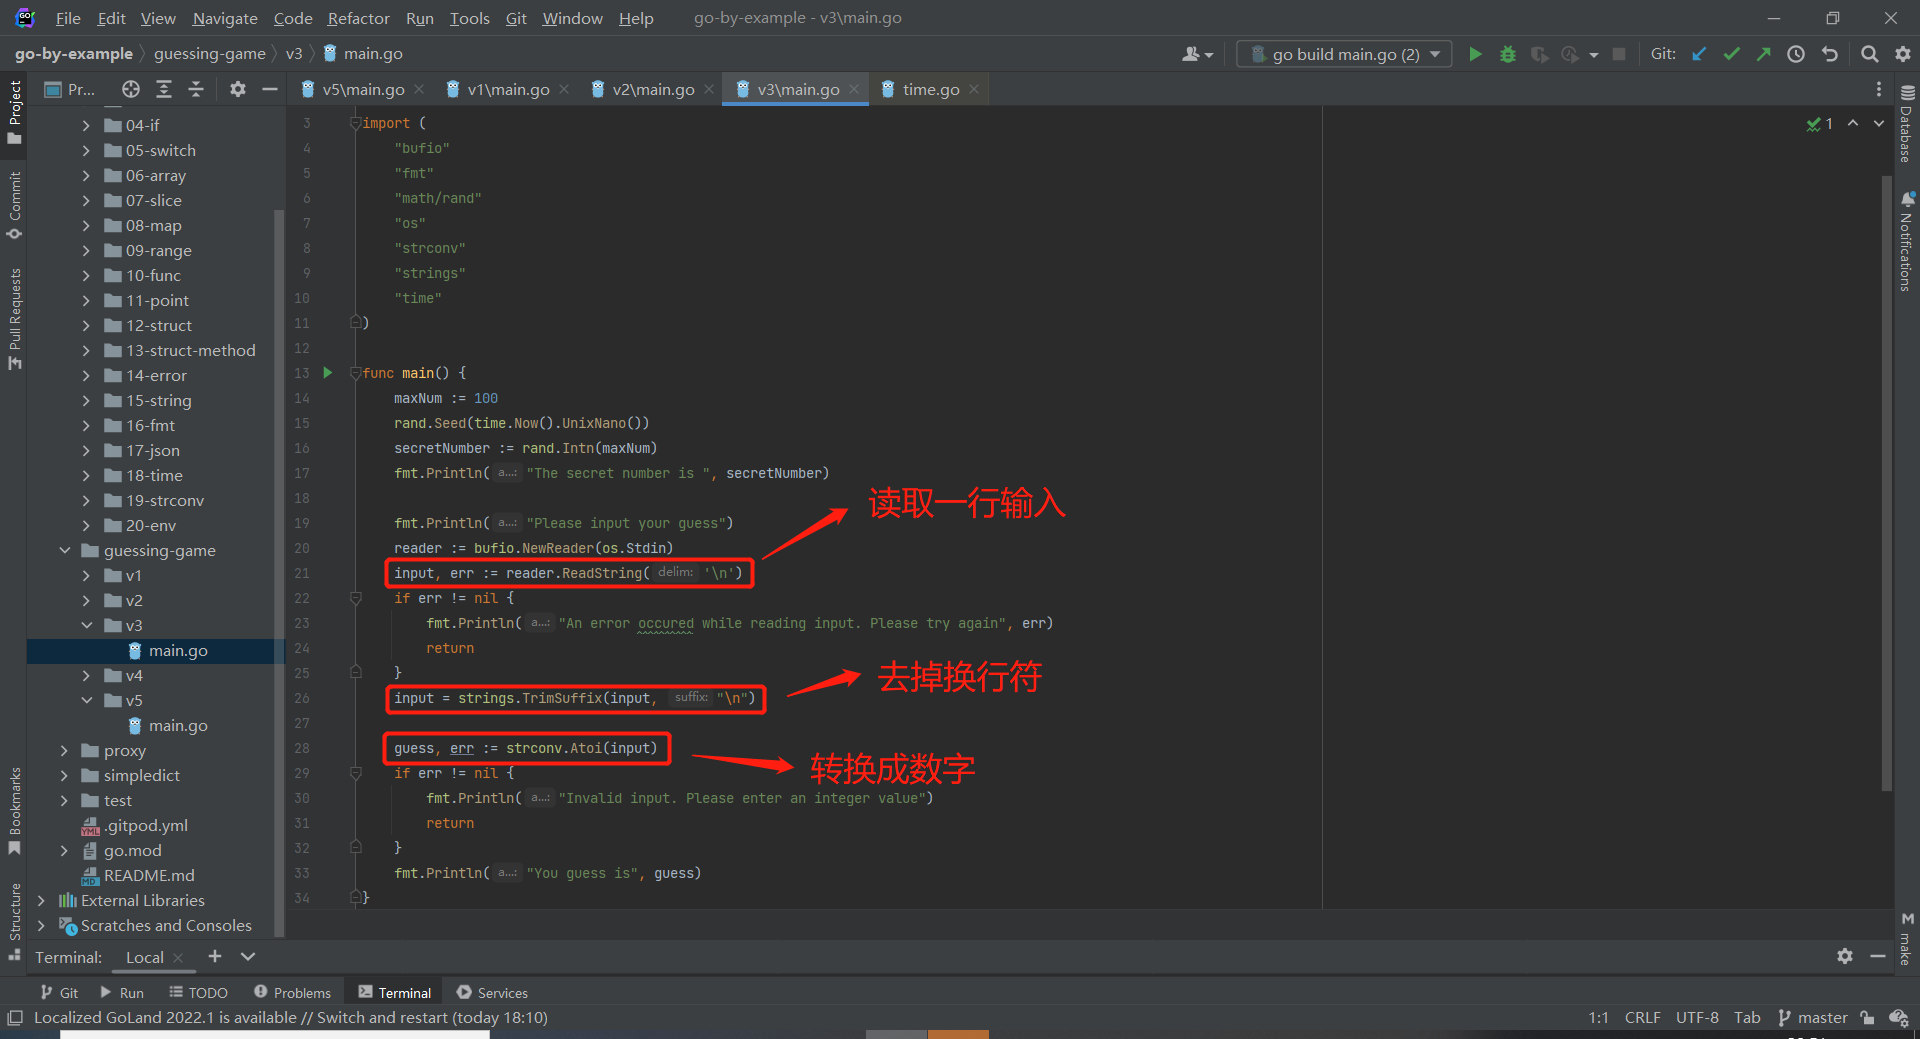 File Edit View Navigate Code Refactor Run Tools Git Window Help go-by-example - v3\main.go
go-by-example guessing-game v3 main.go
go build main.go (2) Git:
Pr... v5\main.go v1\main.go v2\main.go v3\main.go time.go
Project
Commit
Pull Requests
Bookmarks
Structure
04-if
05-switch
06-array
07-slice
08-map
09-range
10-func
11-point
12-struct
13-struct-method
14-error
15-string
16-fmt
17-json
18-time
19-strconv
20-env
guessing-game
v1
v2
v3
main.go
v4
v5
main.go
proxy
simpledict
test
.gitpod.yml
go.mod
README.md
External Libraries
Scratches and Consoles
1
3 import (
4 "bufio"
5 "fmt"
6 "math/rand"
7 "os"
8 "strconv"
9 "strings"
10 "time"
11 )
12
13 func main() {
14 maxNum := 100
15 rand.Seed(time.Now().UnixNano())
16 secretNumber := rand.Intn(maxNum)
17 fmt.Println( a...: "The secret number is ", secretNumber)
18
19 fmt.Println( a...: "Please input your guess")
20 reader := bufio.NewReader(os.Stdin)
21 input, err := reader.ReadString( delim: '\n')
22 if err != nil {
23 fmt.Println( a...: "An error occured while reading input. Please try again", err)
24 return
25 }
26 input = strings.TrimSuffix(input, suffix: "\n")
27
28 guess, err := strconv.Atoi(input)
29 if err != nil {
30 fmt.Println( a...: "Invalid input. Please enter an integer value")
31 return
32 }
33 fmt.Println( a...: "You guess is", guess)
34 }
读取一行输入
去掉换行符
转换成数字
Database
Notifications
make
Terminal: Local
Git Run TODO Problems Terminal Services
Localized GoLand 2022.1 is available // Switch and restart (today 18:10) 1:1 CRLF UTF-8 Tab master